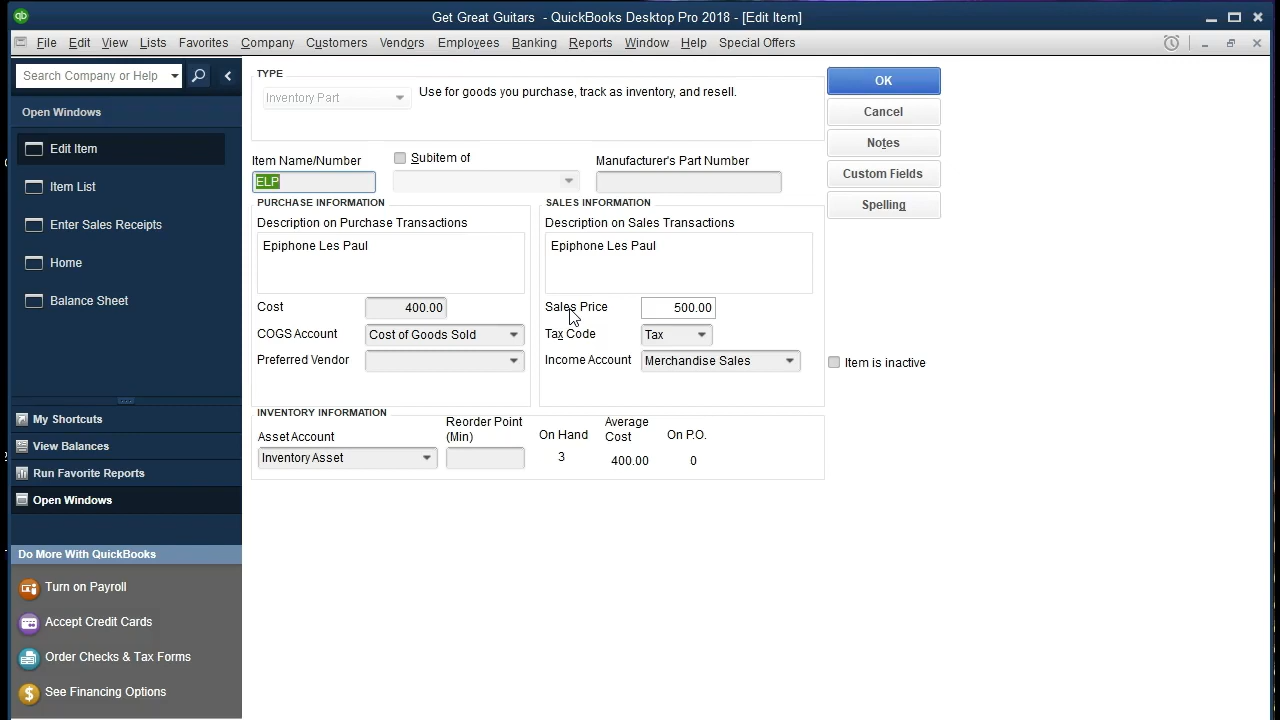 Get Great Guitars - QuickBooks Desktop Pro 2018 - [Edit Item]
File Edit View Lists Favorites Company Customers Vendors Employees Banking Reports Window Help Special Offers
Search Company or Help
Open Windows
Edit Item
Item List
Enter Sales Receipts
Home
Balance Sheet
My Shortcuts
View Balances
Run Favorite Reports
Open Windows
Do More With QuickBooks
Turn on Payroll
Accept Credit Cards
Order Checks & Tax Forms
See Financing Options
TYPE
Inventory Part
Use for goods you purchase, track as inventory, and resell.
Item Name/Number
ELP
Subitem of
Manufacturer's Part Number
PURCHASE INFORMATION
Description on Purchase Transactions
Epiphone Les Paul
Cost 400.00
COGS Account Cost of Goods Sold
Preferred Vendor
SALES INFORMATION
Description on Sales Transactions
Epiphone Les Paul
Sales Price 500.00
Tax Code Tax
Income Account Merchandise Sales
INVENTORY INFORMATION
Asset Account
Inventory Asset
Reorder Point
(Min)
On Hand
3
Average
Cost
400.00
On P.O.
0
OK
Cancel
Notes
Custom Fields
Spelling
Item is inactive